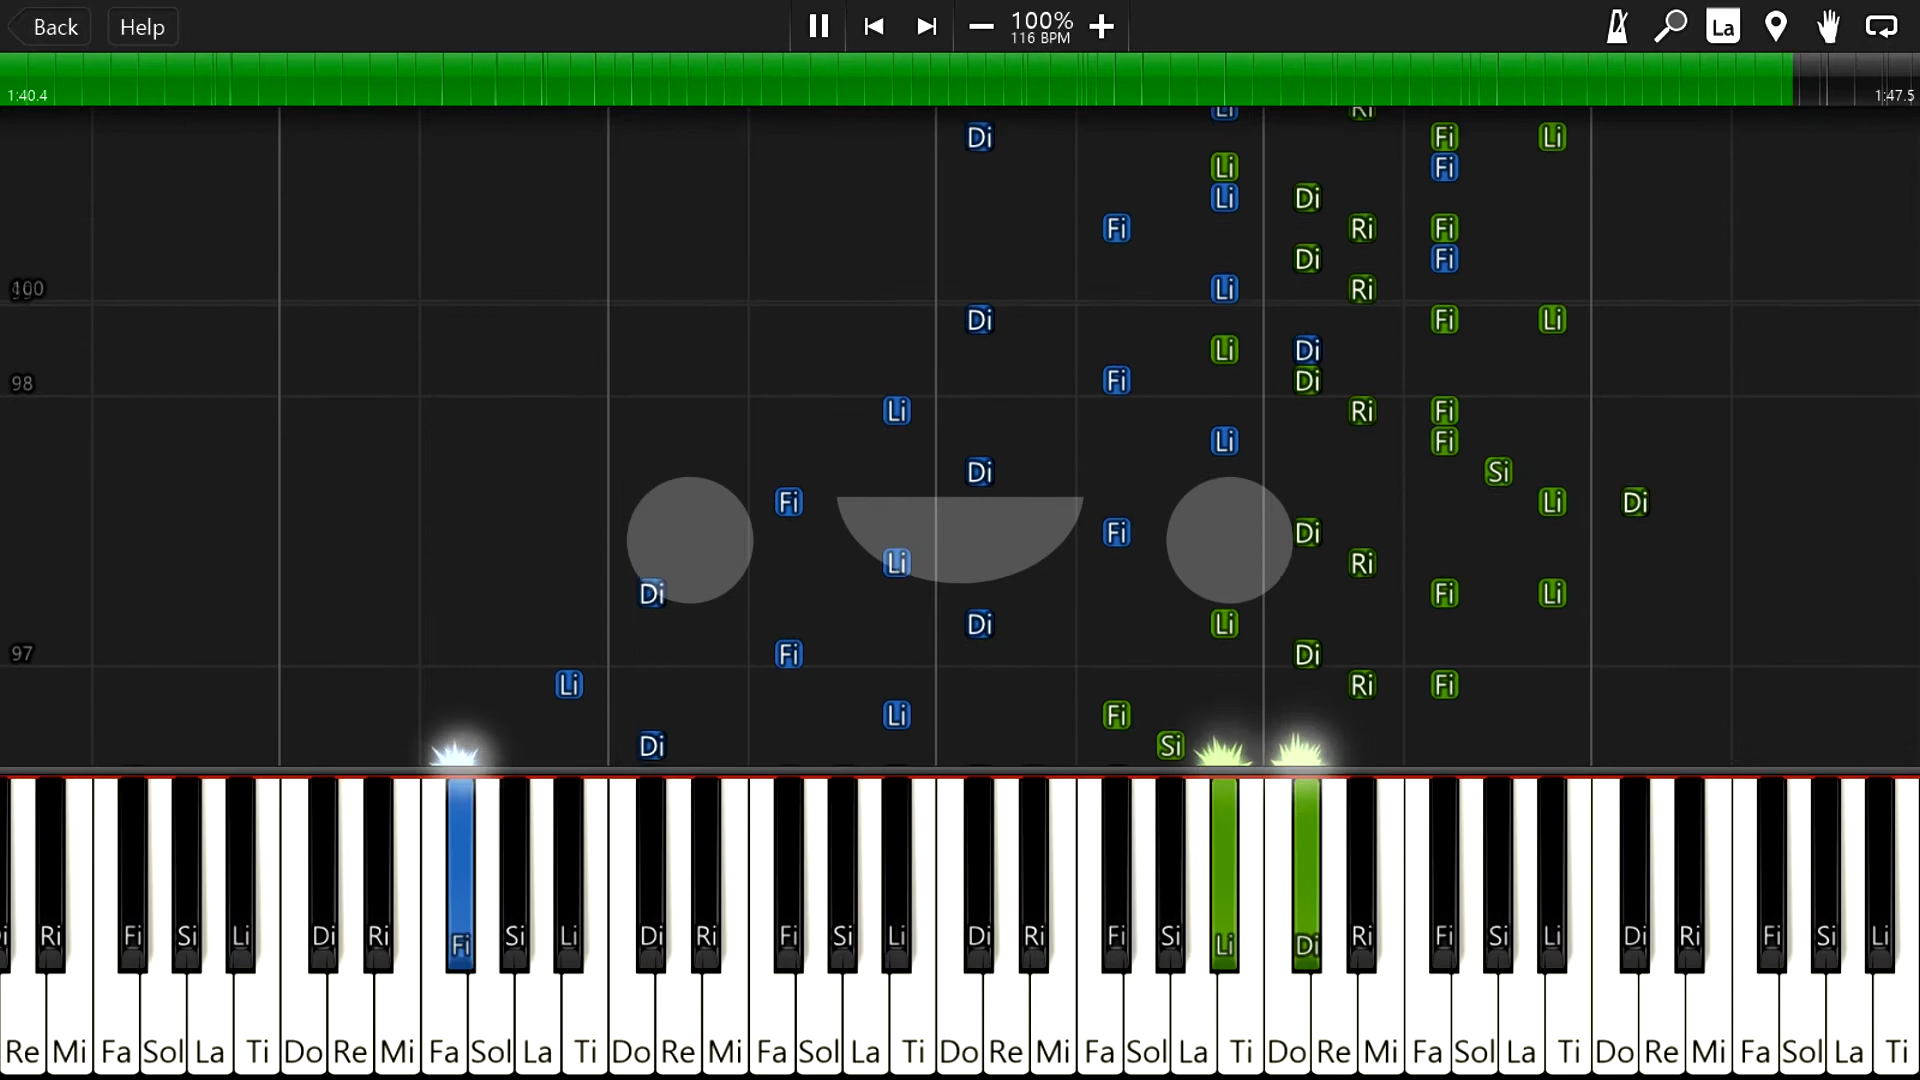 Back Help 100% 116 BPM La
1:40.4 1:47.5
Li Ri
Di Fi Li
Li Fi
Li Di
Fi Ri Fi
Di Fi
100 Li Ri
Di Fi Li
Li Di
98 Fi Di
Li Ri Fi
Li Fi
Di Si
Fi Li Di
Fi Di
Li Ri
Di Fi Li
Di Li
97 Fi Di
Li Ri Fi
Li Fi
Di Si
Ri Fi Si Li Di Ri Fi Si Li Di Ri Fi Si Li Di Ri Fi Si Li Di Ri Fi Si Li Di Ri Fi Si Li
Re Mi Fa Sol La Ti Do Re Mi Fa Sol La Ti Do Re Mi Fa Sol La Ti Do Re Mi Fa Sol La Ti Do Re Mi Fa Sol La Ti Do Re Mi Fa Sol La Ti